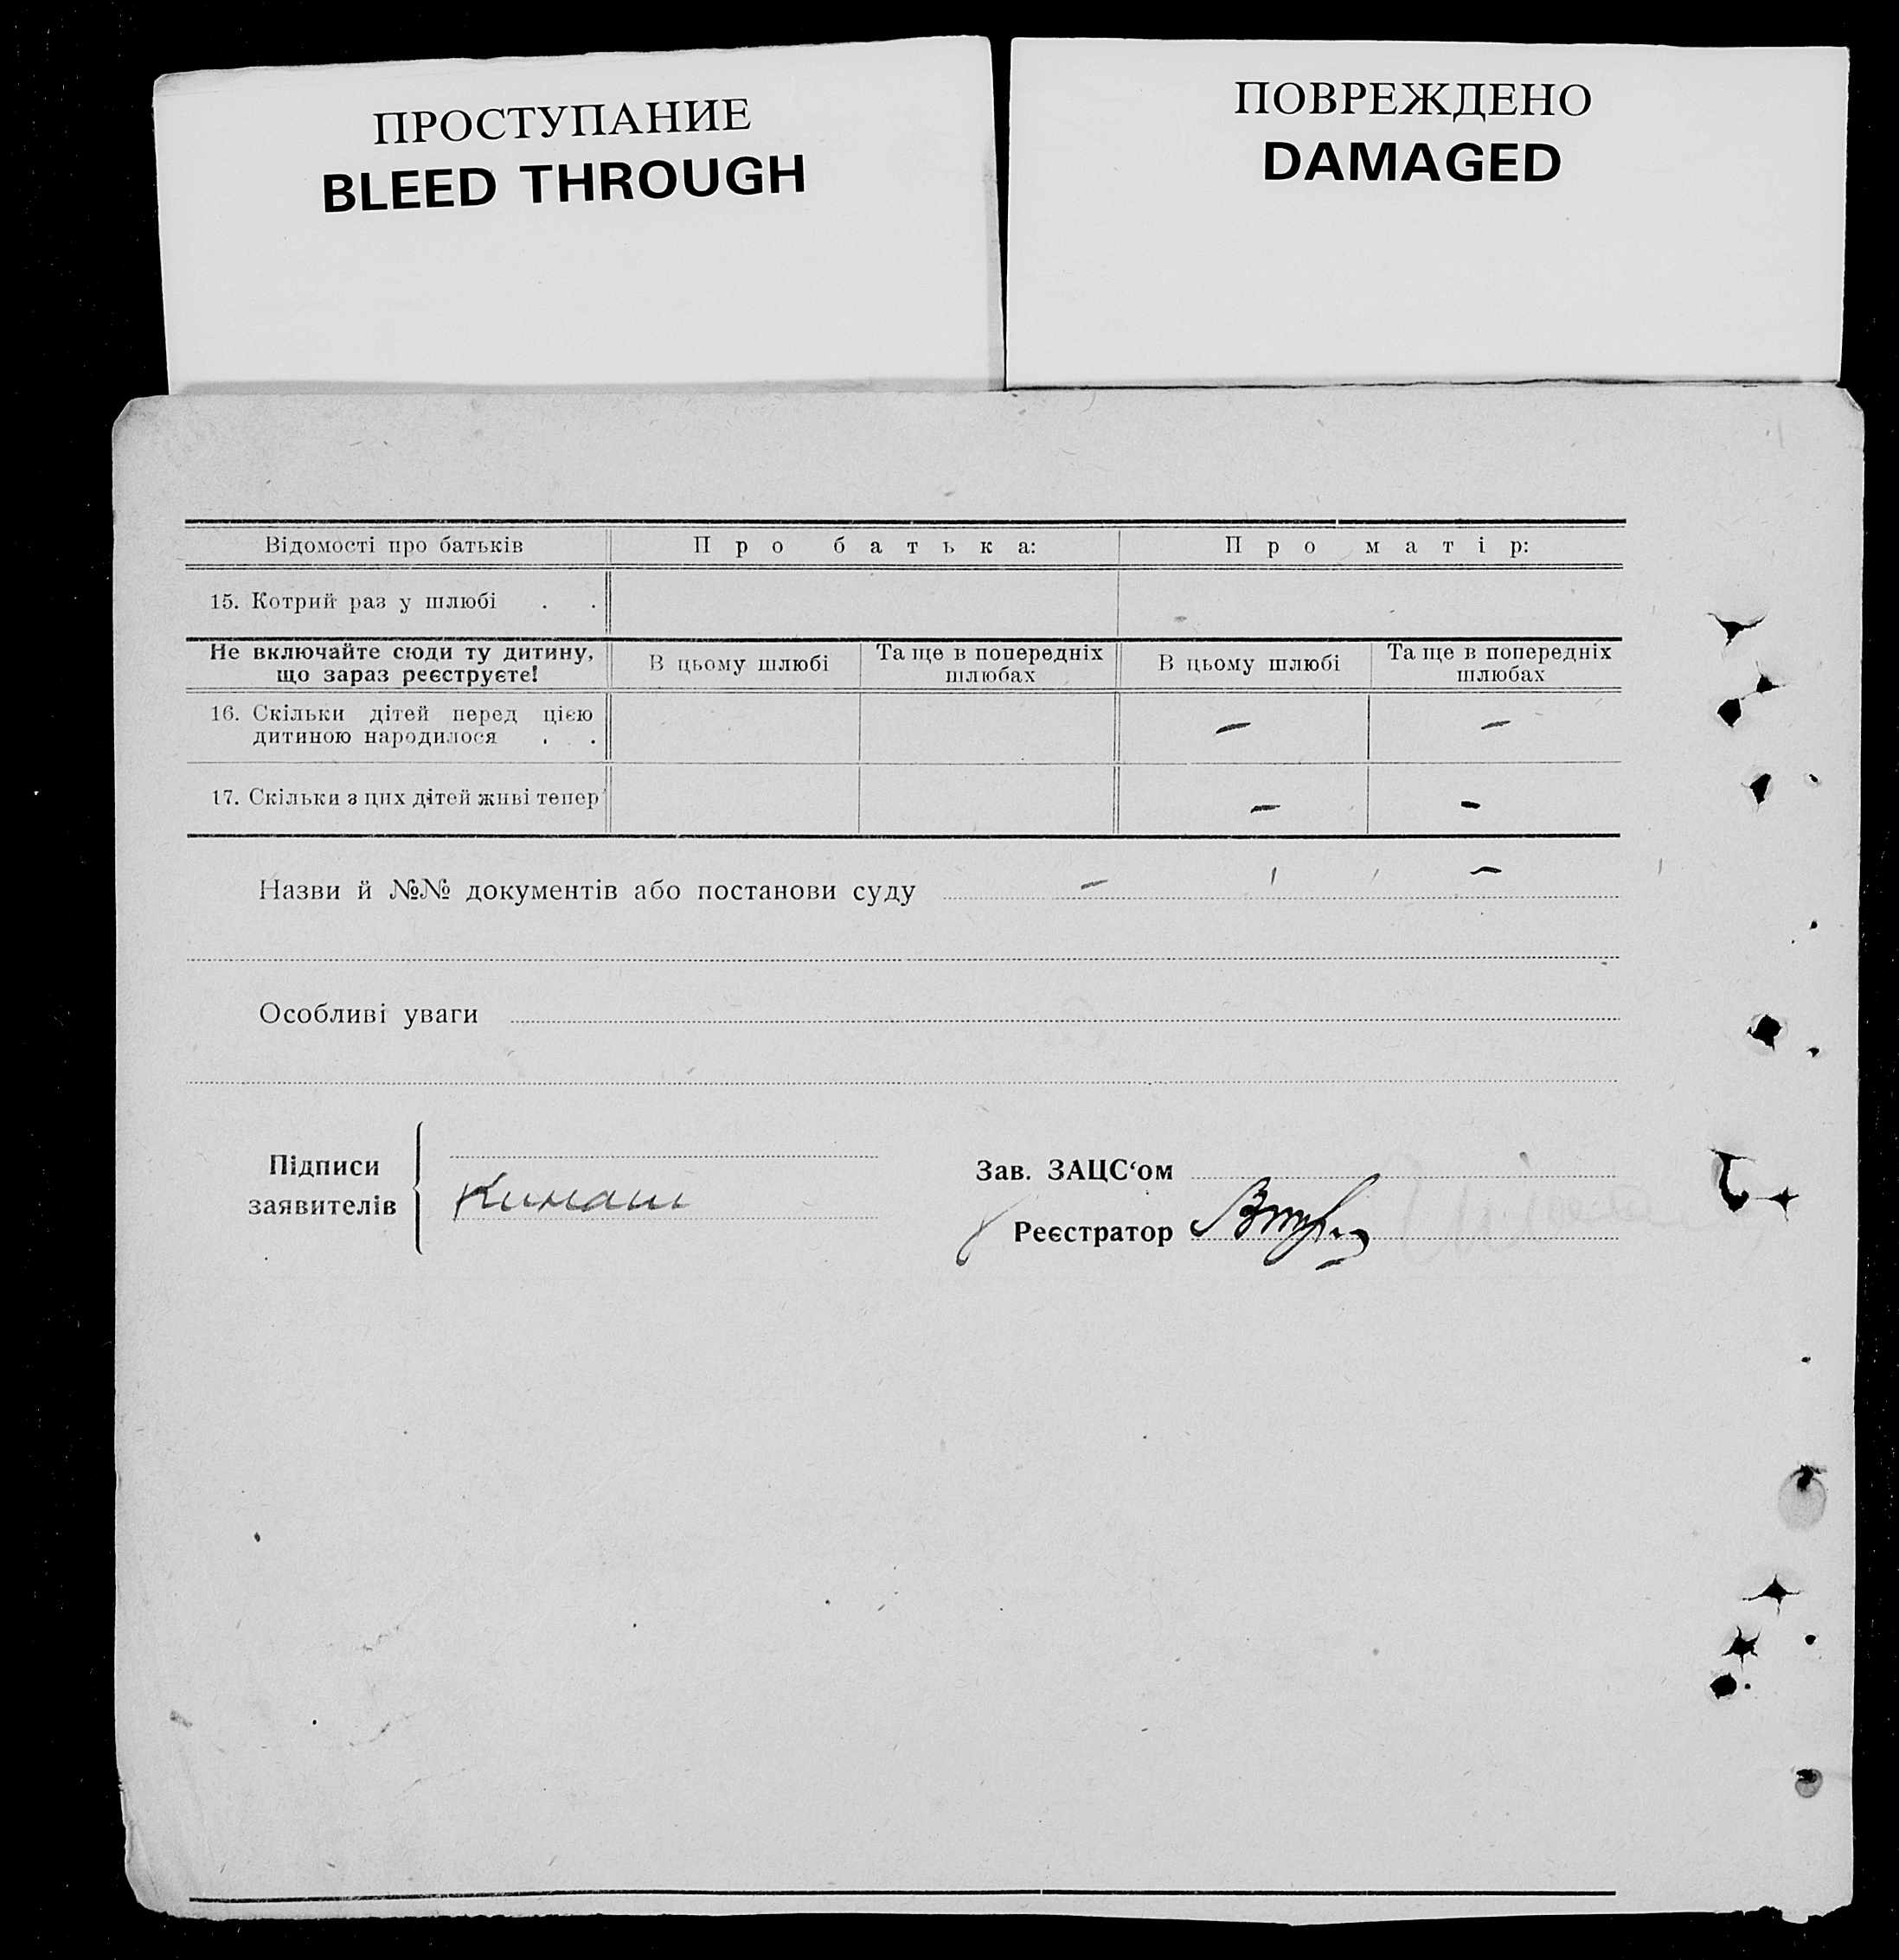 ПРОСТУПАНИЕ
BLEED THROUGH
ПОВРЕЖДЕНО
DAMAGED
Відомості про батьків Про батька: Про матір:
15. Котрий раз у шлюбі . .
Не включайте сюди ту дитину, що зараз реєструєте! В цьому шлюбі Та ще в попередніх шлюбах В цьому шлюбі Та ще в попередніх шлюбах
16. Скільки дітей перед цією
дитиною народилося . . — —
17. Скільки з цих дітей живі тепер — —
Назви й №№ документів або постанови суду — —
Особливі уваги
Підписи
заявителів
Зав. ЗАЦС‘ом
Реєстратор